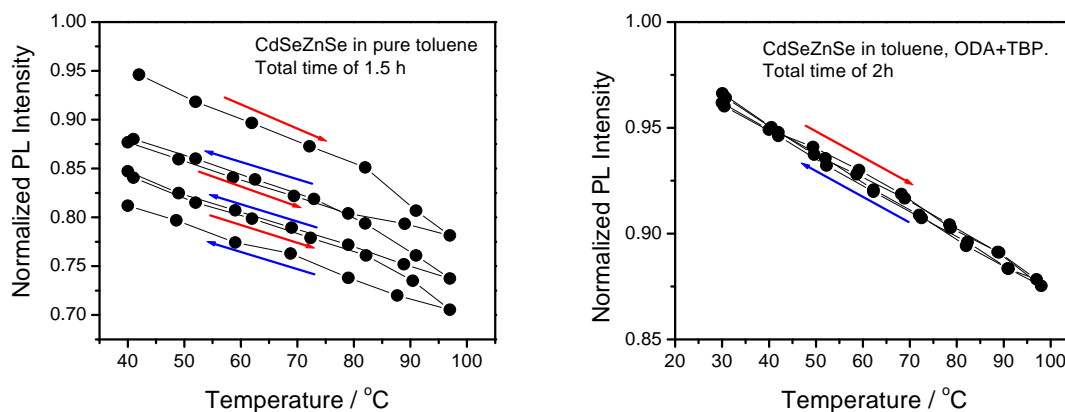 1.00
0.95
0.90
0.85
0.80
0.75
0.70
Normalized PL Intensity
CdSeZnSe in pure toluene
Total time of 1.5 h
40 50 60 70 80 90 100
Temperature / °C
1.00
0.95
0.90
0.85
Normalized PL Intensity
CdSeZnSe in toluene, ODA+TBP.
Total time of 2h
20 30 40 50 60 70 80 90 100
Temperature / °C